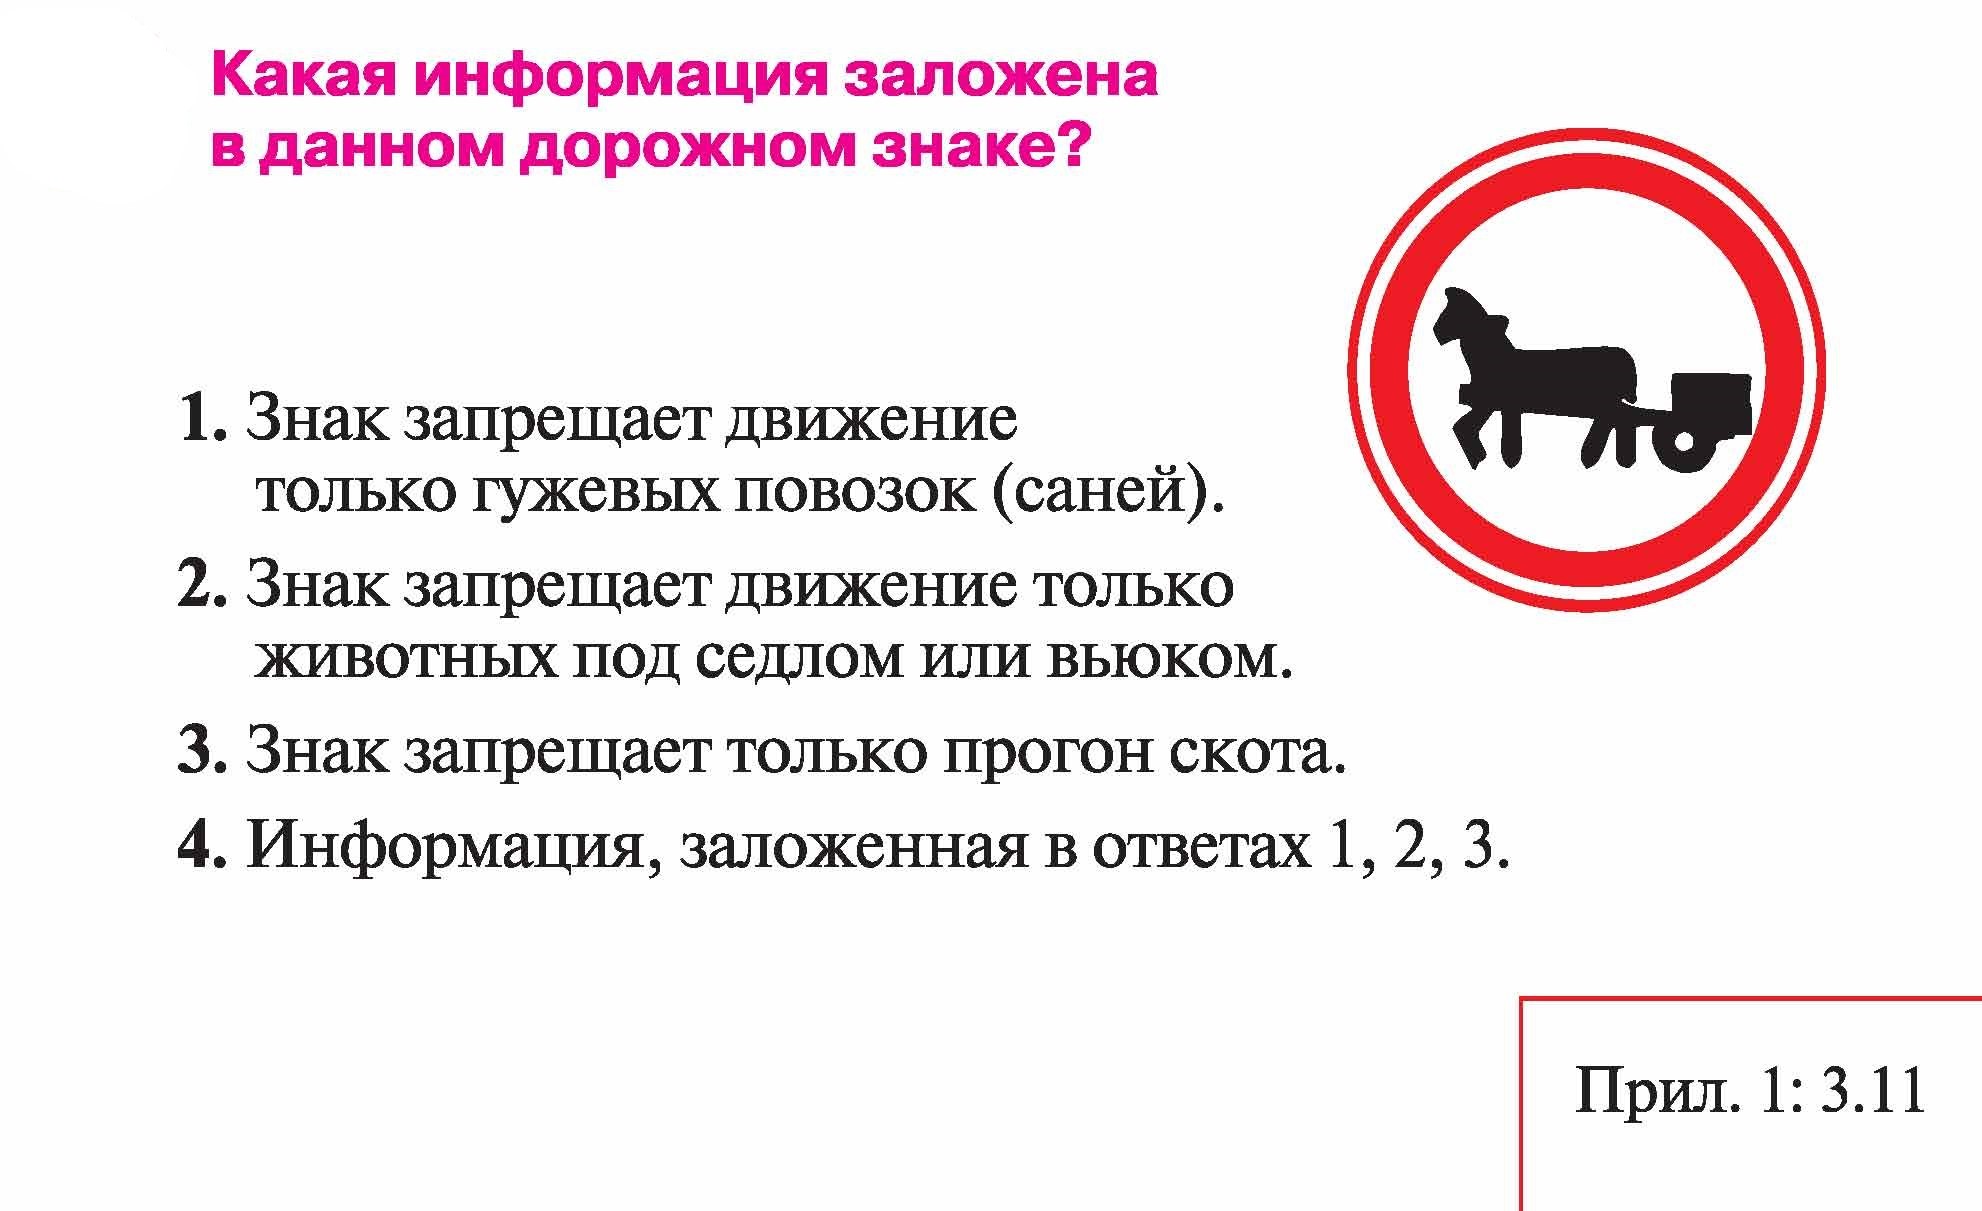 Какая информация заложена
в данном дорожном знаке?
1. Знак запрещает движение
только гужевых повозок (саней).
2. Знак запрещает движение только
животных под седлом или вьюком.
3. Знак запрещает только прогон скота.
4. Информация, заложенная в ответах 1, 2, 3.
Прил. 1: 3.11